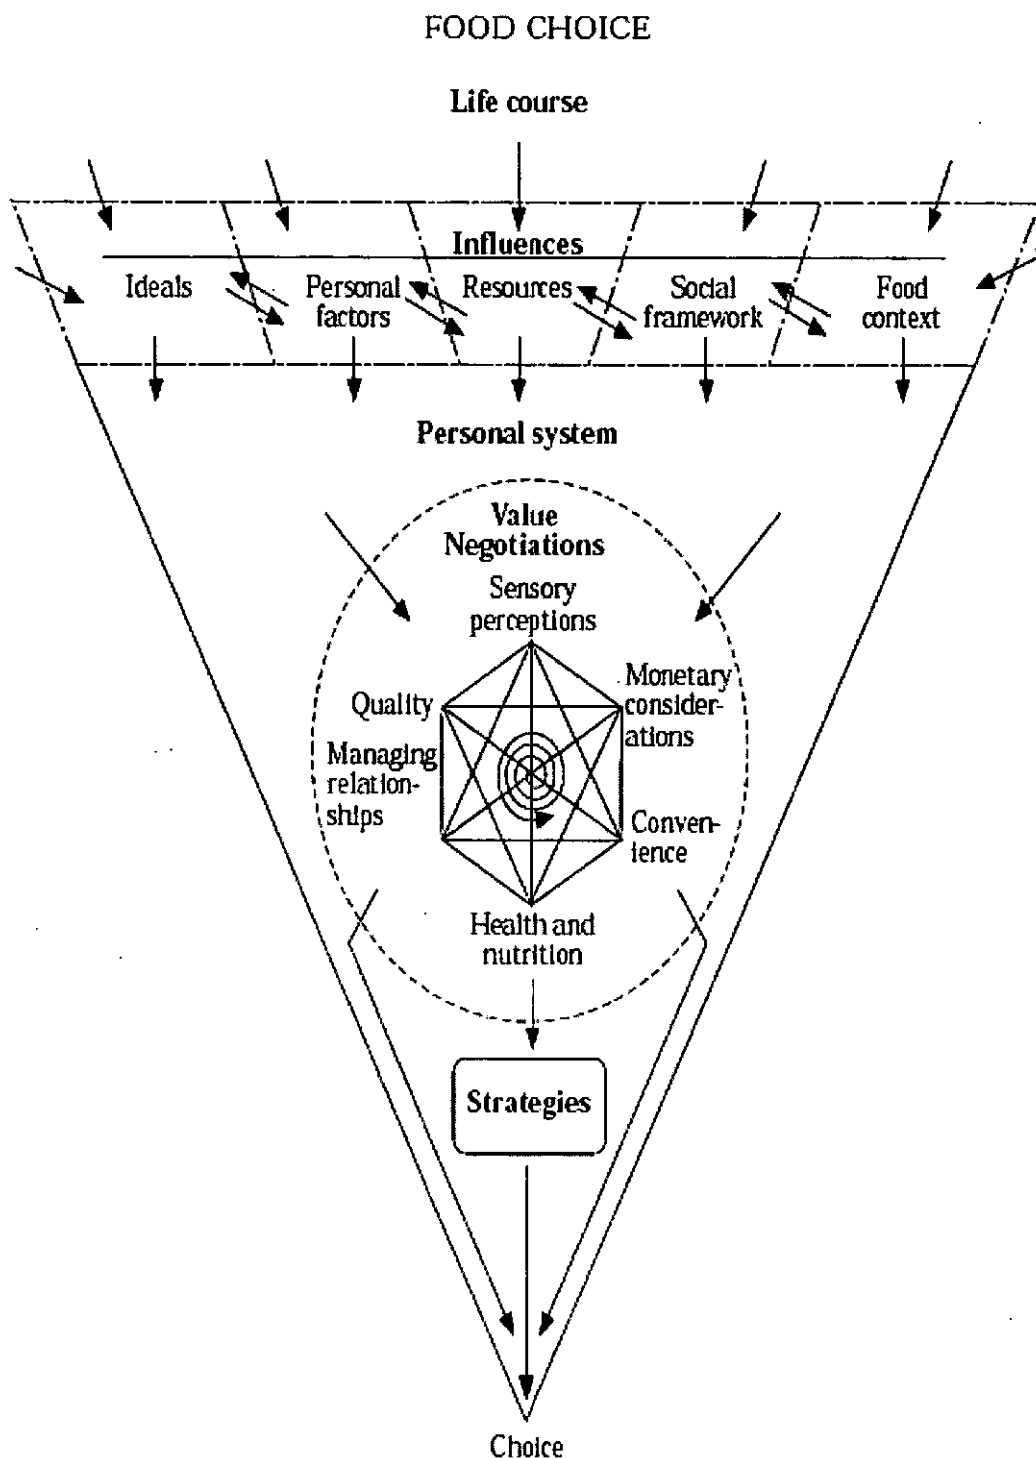 FOOD CHOICE
Life course
Influences
Ideals
Personal
factors
Resources
Social
framework
Food
context
Personal system
Value
Negotiations
Sensory
perceptions
Quality
Monetary
consider-
ations
Managing
relation-
ships
Conven-
ience
Health and
nutrition
Strategies
Choice